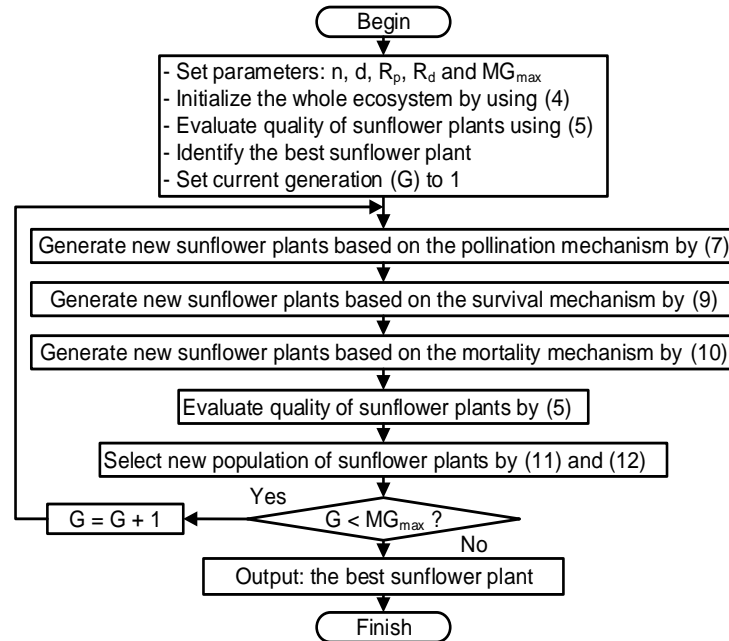 Begin
- Set parameters: n, d, Rp, Rd and MGmax
- Initialize the whole ecosystem by using (4)
- Evaluate quality of sunflower plants using (5)
- Identify the best sunflower plant
- Set current generation (G) to 1
Generate new sunflower plants based on the pollination mechanism by (7)
Generate new sunflower plants based on the survival mechanism by (9)
Generate new sunflower plants based on the mortality mechanism by (10)
Evaluate quality of sunflower plants by (5)
Select new population of sunflower plants by (11) and (12)
Yes
G = G + 1
G < MGmax ?
No
Output: the best sunflower plant
Finish